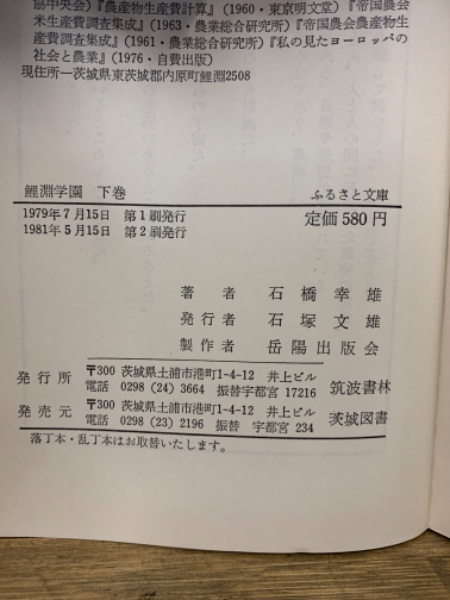 協中央会)『農産物生産費計算』(1960・東京明文堂)『帝国農会
米生産費調査集成』(1963・農業総合研究所)『帝国農会農産物生
産費調査集成』(1961・農業総合研究所)『私の見たヨーロッパの
社会と農業』(1976・自費出版)
現住所—茨城県東茨城郡内原町鯉淵2508
鯉淵学園 下巻 ふるさと文庫
1979年7月15日 第1刷発行 定価580円
1981年5月15日 第2刷発行
著者 石橋幸雄
発行者 石塚文雄
製作者 岳陽出版会
発行所 〒300 茨城県土浦市港町1-4-12 井上ビル 筑波書林
電話 0298 (24) 3664 振替宇都宮 17216
発売元 〒300 茨城県土浦市港町1-4-12 井上ビル 茨城図書
電話 0298 (23) 2196 振替 宇都宮 234
落丁本・乱丁本はお取替いたします。